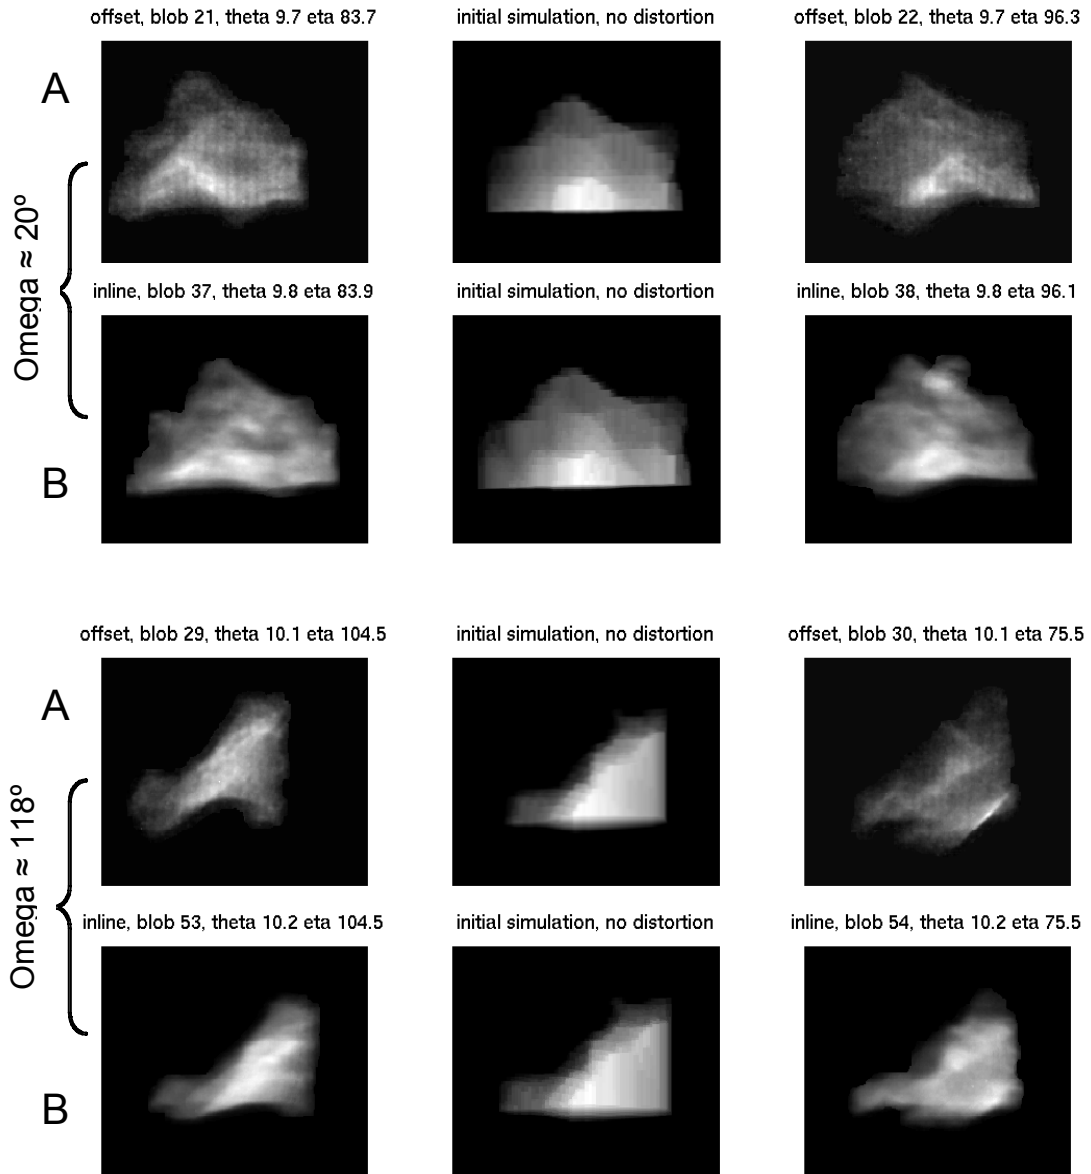 offset, blob 21, theta 9.7 eta 83.7
initial simulation, no distortion
offset, blob 22, theta 9.7 eta 96.3
A
Omega ≈ 20º
inline, blob 37, theta 9.8 eta 83.9
initial simulation, no distortion
inline, blob 38, theta 9.8 eta 96.1
B
offset, blob 29, theta 10.1 eta 104.5
initial simulation, no distortion
offset, blob 30, theta 10.1 eta 75.5
A
Omega ≈ 118º
inline, blob 53, theta 10.2 eta 104.5
initial simulation, no distortion
inline, blob 54, theta 10.2 eta 75.5
B